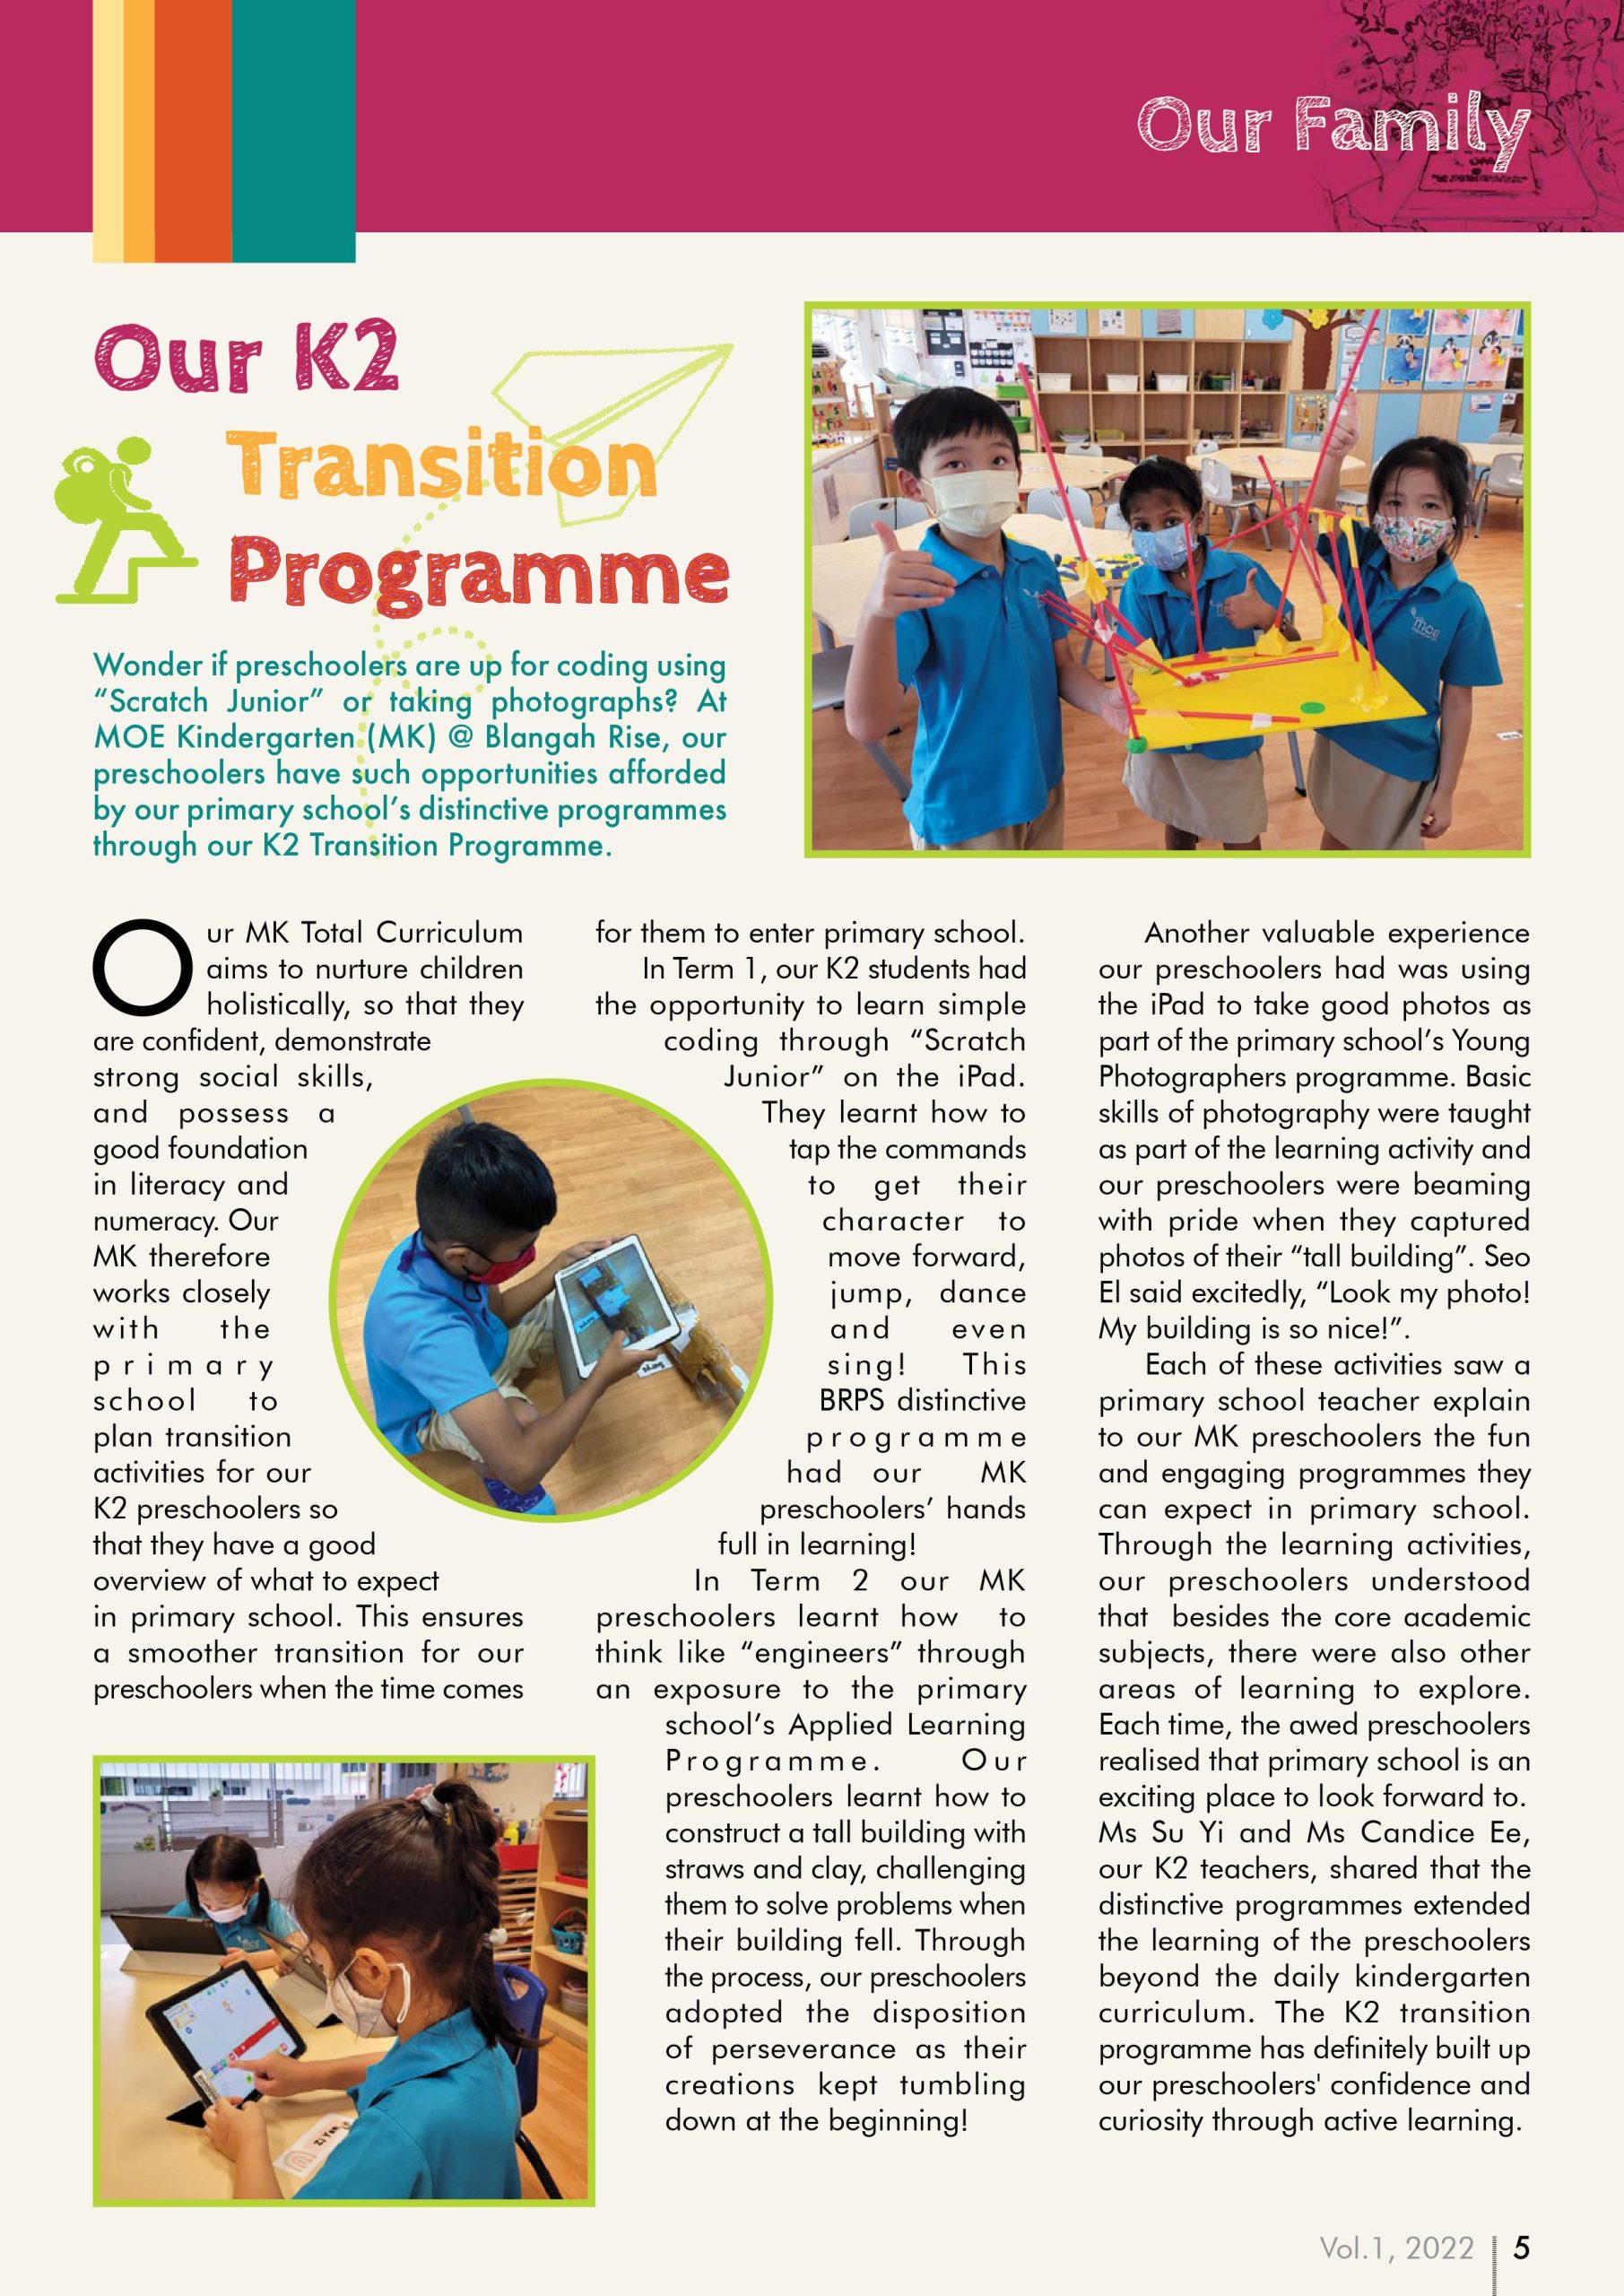 Our Family
Our K2
Transition
Programme
Wonder if preschoolers are up for coding using
“Scratch Junior” or taking photographs? At
MOE Kindergarten (MK) @ Blangah Rise, our
preschoolers have such opportunities afforded
by our primary school’s distinctive programmes
through our K2 Transition Programme.
Our MK Total Curriculum
aims to nurture children
holistically, so that they
are confident, demonstrate
strong social skills,
and possess a
good foundation
in literacy and
numeracy. Our
MK therefore
works closely
with the
primary
school to
plan transition
activities for our
K2 preschoolers so
that they have a good
overview of what to expect
in primary school. This ensures
a smoother transition for our
preschoolers when the time comes
for them to enter primary school.
In Term 1, our K2 students had
the opportunity to learn simple
coding through “Scratch
Junior” on the iPad.
They learnt how to
tap the commands
to get their
character to
move forward,
jump, dance
and even
sing! This
BRPS distinctive
programme
had our MK
preschoolers’ hands
full in learning!
In Term 2 our MK
preschoolers learnt how to
think like “engineers” through
an exposure to the primary
school’s Applied Learning
Programme. Our
preschoolers learnt how to
construct a tall building with
straws and clay, challenging
them to solve problems when
their building fell. Through
the process, our preschoolers
adopted the disposition
of perseverance as their
creations kept tumbling
down at the beginning!
Another valuable experience
our preschoolers had was using
the iPad to take good photos as
part of the primary school’s Young
Photographers programme. Basic
skills of photography were taught
as part of the learning activity and
our preschoolers were beaming
with pride when they captured
photos of their “tall building”. Seo
El said excitedly, “Look my photo!
My building is so nice!”.
Each of these activities saw a
primary school teacher explain
to our MK preschoolers the fun
and engaging programmes they
can expect in primary school.
Through the learning activities,
our preschoolers understood
that besides the core academic
subjects, there were also other
areas of learning to explore.
Each time, the awed preschoolers
realised that primary school is an
exciting place to look forward to.
Ms Su Yi and Ms Candice Ee,
our K2 teachers, shared that the
distinctive programmes extended
the learning of the preschoolers
beyond the daily kindergarten
curriculum. The K2 transition
programme has definitely built up
our preschoolers' confidence and
curiosity through active learning.
MOE
Vol.1, 2022 5